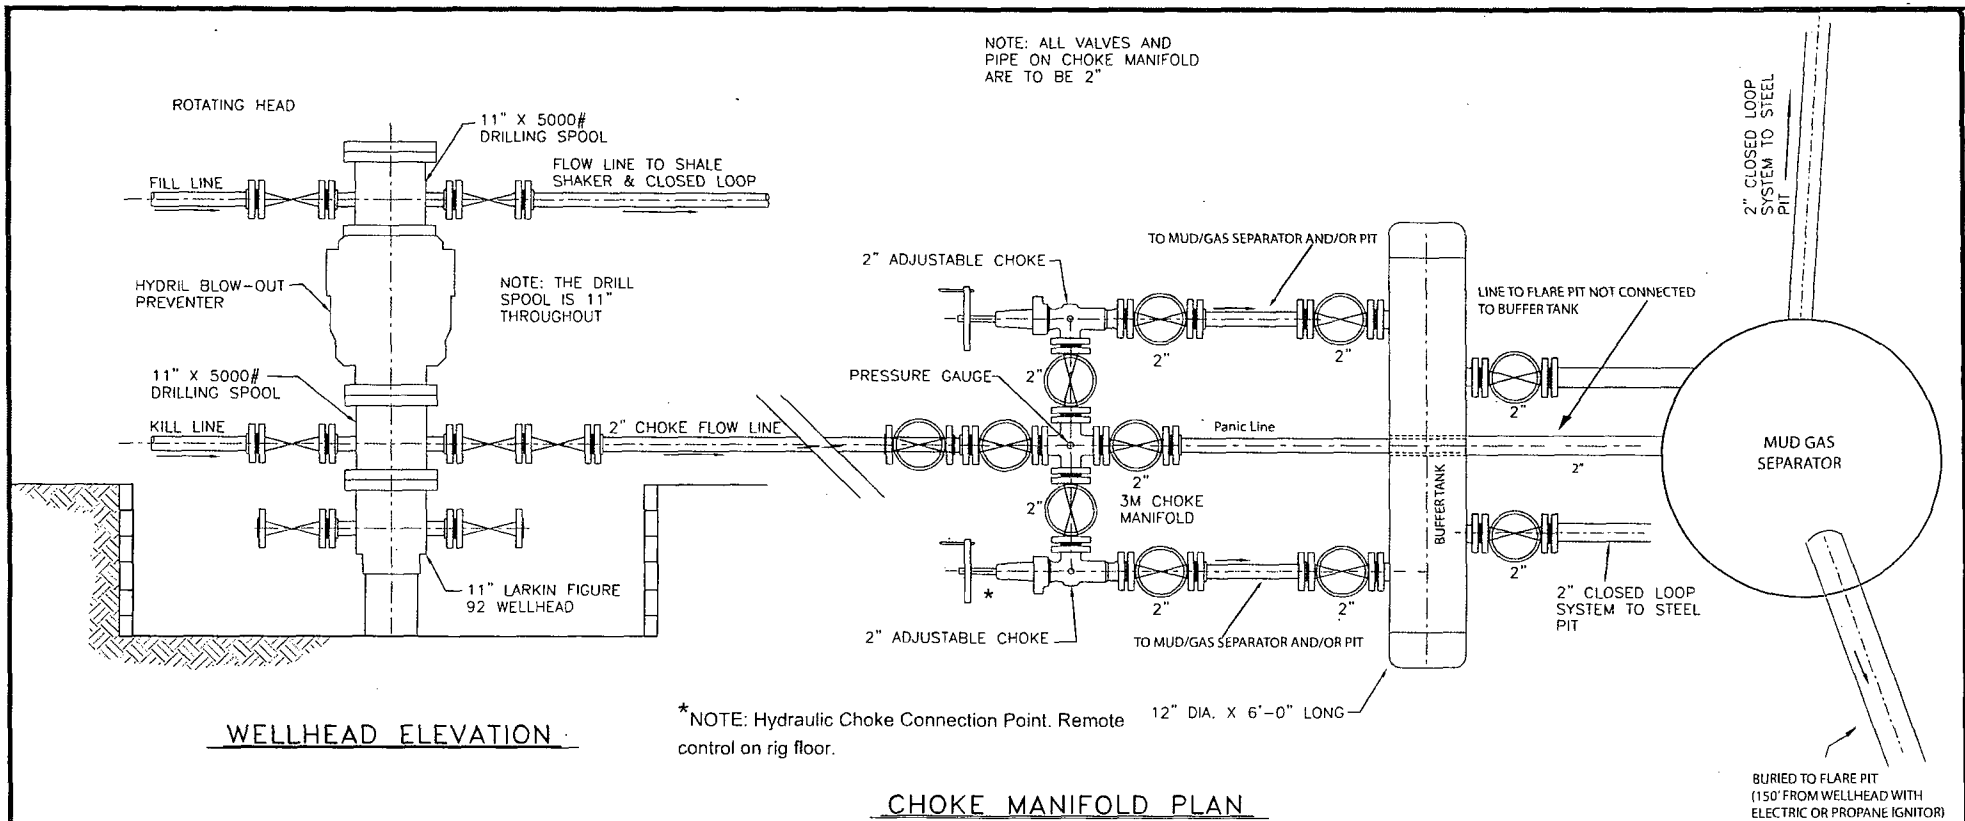 NOTE: ALL VALVES AND
PIPE ON CHOKE MANIFOLD
ARE TO BE 2"
ROTATING HEAD
11" X 5000#
DRILLING SPOOL
FILL LINE
FLOW LINE TO SHALE
SHAKER & CLOSED LOOP
HYDRIL BLOW-OUT
PREVENTER
NOTE: THE DRILL
SPOOL IS 11"
THROUGHOUT
11" X 5000#
DRILLING SPOOL
KILL LINE
2" CHOKE FLOW LINE
11" LARKIN FIGURE
92 WELLHEAD
WELLHEAD ELEVATION
2" ADJUSTABLE CHOKE
TO MUD/GAS SEPARATOR AND/OR PIT
2"
2"
2"
PRESSURE GAUGE
Panic Line
2"
2"
3M CHOKE
MANIFOLD
2"
2"
*
2"
2" ADJUSTABLE CHOKE
TO MUD/GAS SEPARATOR AND/OR PIT
BUFFER TANK
12" DIA. X 6'-0" LONG
*NOTE: Hydraulic Choke Connection Point. Remote
control on rig floor.
CHOKE MANIFOLD PLAN
LINE TO FLARE PIT NOT CONNECTED
TO BUFFER TANK
2"
2"
2" CLOSED LOOP
SYSTEM TO STEEL
PIT
2" CLOSED LOOP
SYSTEM TO STEEL
PIT
MUD GAS
SEPARATOR
BURIED TO FLARE PIT
(150' FROM WELLHEAD WITH
ELECTRIC OR PROPANE IGNITOR)
2"